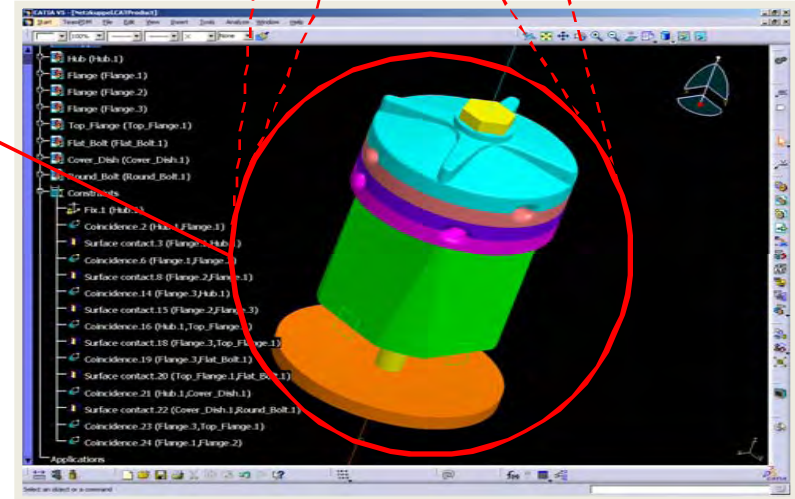 CATIA V5 - [Netzkuppel.CATProduct]
Start TeamPDM File Edit View Insert Tools Analyze Window Help
100% None
Hub (Hub.1)
Flange (Flange.1)
Flange (Flange.2)
Flange (Flange.3)
Top_Flange (Top_Flange.1)
Flat_Bolt (Flat_Bolt.1)
Cover_Dish (Cover_Dish.1)
Round_Bolt (Round_Bolt.1)
Constraints
Fix.1 (Hub.1)
Coincidence.2 (Hub.1,Flange.1)
Surface contact.3 (Flange.1,Hub.1)
Coincidence.6 (Flange.1,Flange.
Surface contact.8 (Flange.2,Flange.1)
Coincidence.14 (Flange.3,Hub.1)
Surface contact.15 (Flange.2,Flange.3)
Coincidence.16 (Hub.1,Top_Flange.
Surface contact.18 (Flange.3,Top_Flange.1)
Coincidence.19 (Flange.3,Flat_Bolt.1)
Surface contact.20 (Top_Flange.1,Flat_Bolt.1)
Coincidence.21 (Hub.1,Cover_Dish.1)
Surface contact.22 (Cover_Dish.1,Round_Bolt.1)
Coincidence.23 (Flange.3,Top_Flange.1)
Coincidence.24 (Flange.1,Flange.2)
Applications
Select an object or a command